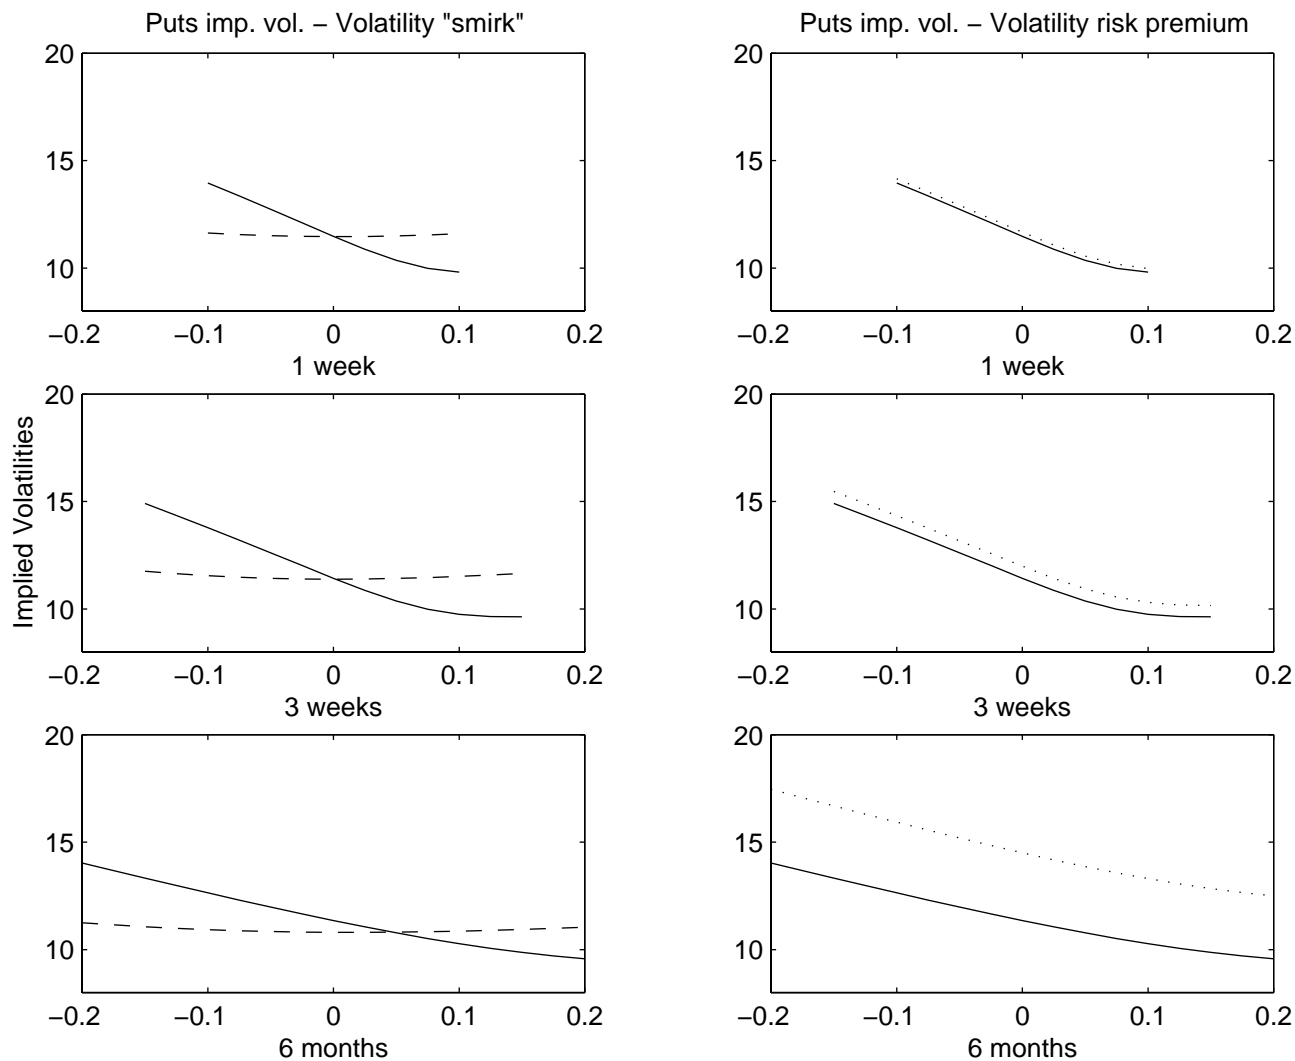 Puts imp. vol. – Volatility "smirk"
Puts imp. vol. – Volatility risk premium
20
15
10
–0.2 –0.1 0 0.1 0.2
1 week
20
15
10
–0.2 –0.1 0 0.1 0.2
1 week
Implied Volatilities
20
15
10
–0.2 –0.1 0 0.1 0.2
3 weeks
20
15
10
–0.2 –0.1 0 0.1 0.2
3 weeks
20
15
10
–0.2 –0.1 0 0.1 0.2
6 months
20
15
10
–0.2 –0.1 0 0.1 0.2
6 months